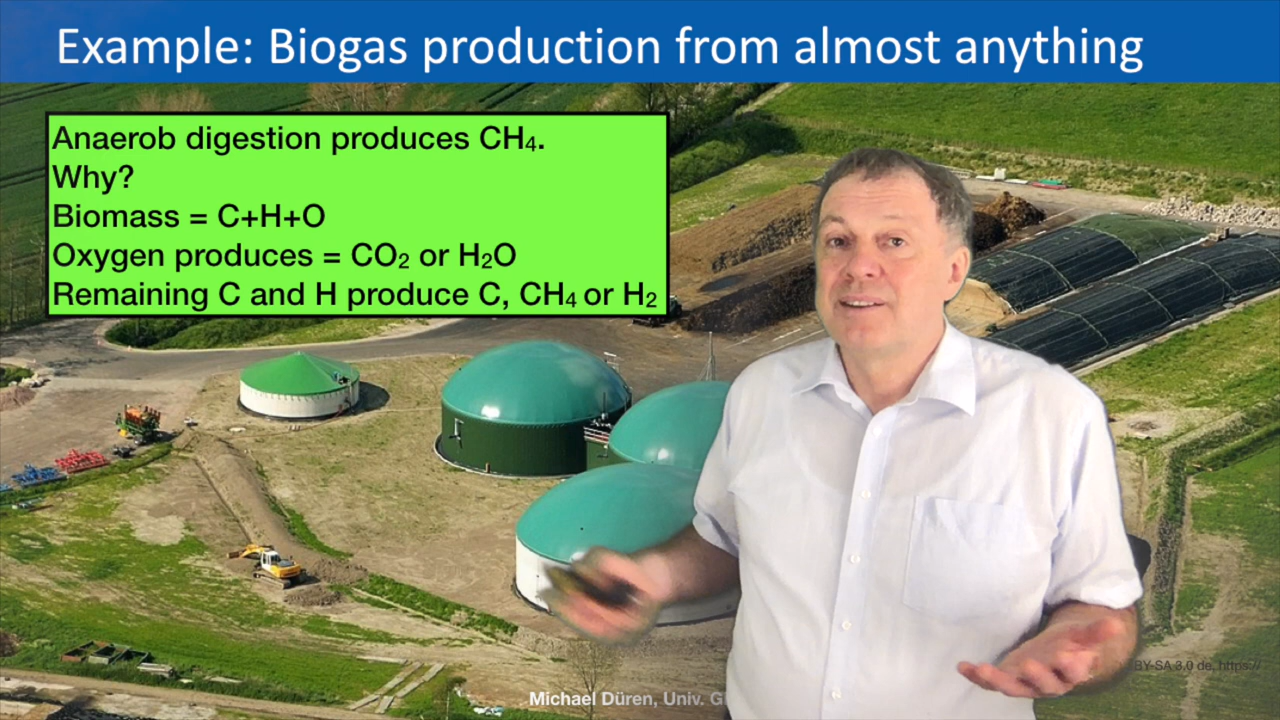 Example: Biogas production from almost anything
Anaerob digestion produces CH₄.
Why?
Biomass = C+H+O
Oxygen produces = CO₂ or H₂O
Remaining C and H produce C, CH₄ or H₂
BY-SA 3.0 de, https://
Michael Düren, Univ. GI